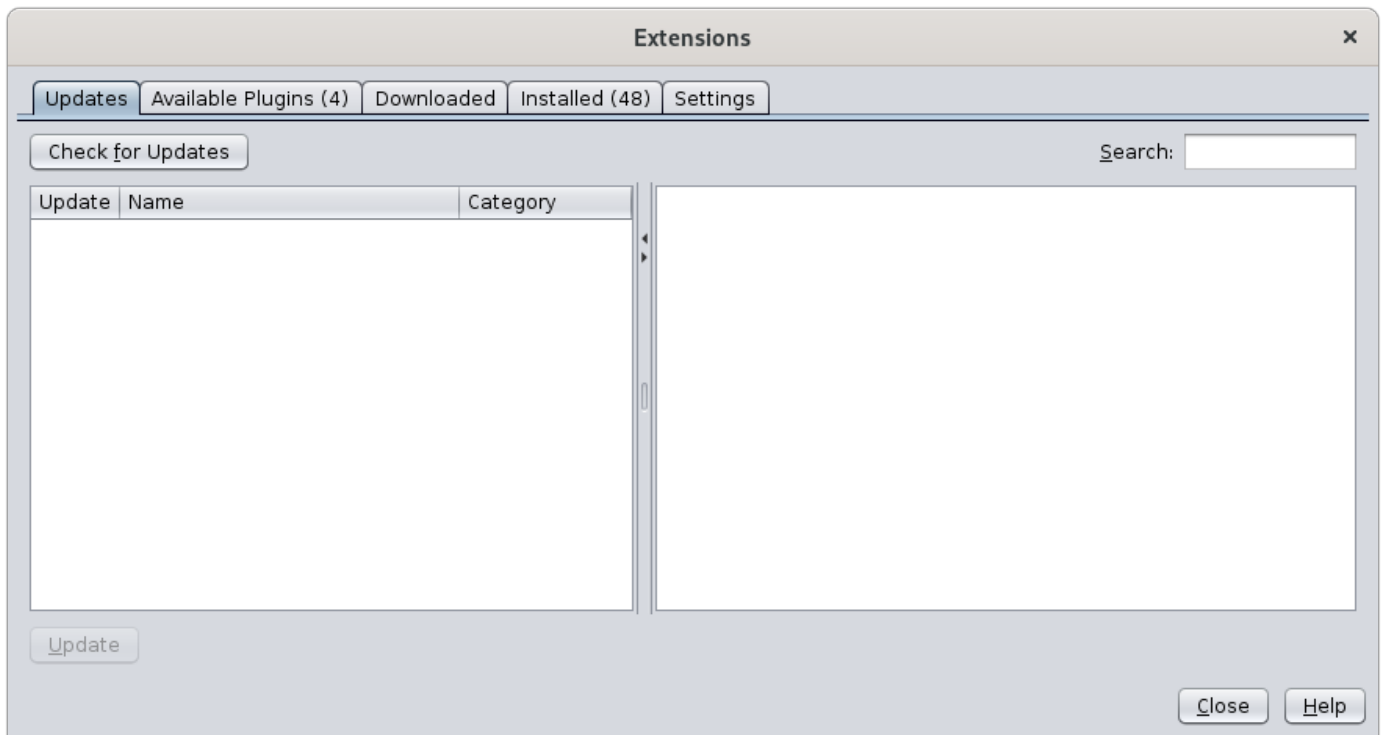 Extensions
Updates Available Plugins (4) Downloaded Installed (48) Settings
Check for Updates Search:
Update Name Category
Update
Close Help